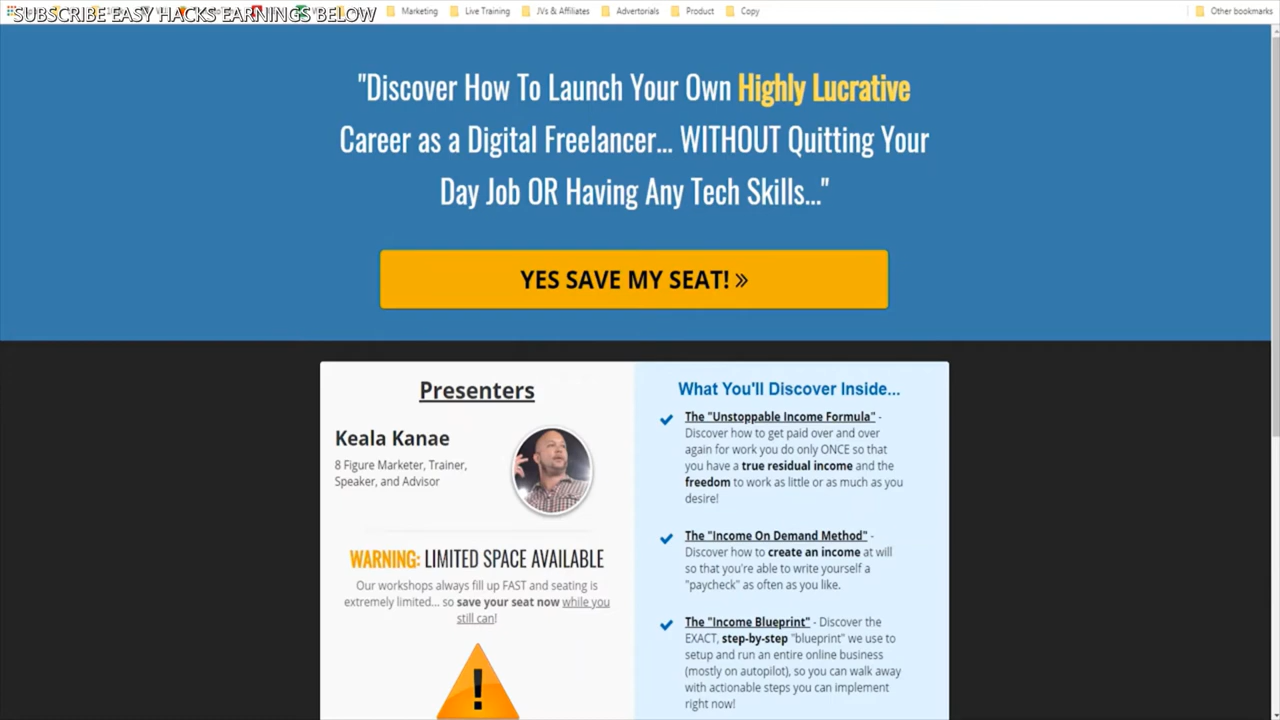 SUBSCRIBE EASY HACKS EARNINGS BELOW
Marketing
Live Training
JVs & Affiliates
Advertorials
Product
Copy
Other bookmarks
"Discover How To Launch Your Own Highly Lucrative
Career as a Digital Freelancer... WITHOUT Quitting Your
Day Job OR Having Any Tech Skills..."
YES SAVE MY SEAT! »
Presenters
Keala Kanae
8 Figure Marketer, Trainer,
Speaker, and Advisor
WARNING: LIMITED SPACE AVAILABLE
Our workshops always fill up FAST and seating is
extremely limited... so save your seat now while you
still can!
What You'll Discover Inside...
The "Unstoppable Income Formula" -
Discover how to get paid over and over
again for work you do only ONCE so that
you have a true residual income and the
freedom to work as little or as much as you
desire!
The "Income On Demand Method" -
Discover how to create an income at will
so that you're able to write yourself a
"paycheck" as often as you like.
The "Income Blueprint" - Discover the
EXACT, step-by-step "blueprint" we use to
setup and run an entire online business
(mostly on autopilot), so you can walk away
with actionable steps you can implement
right now!